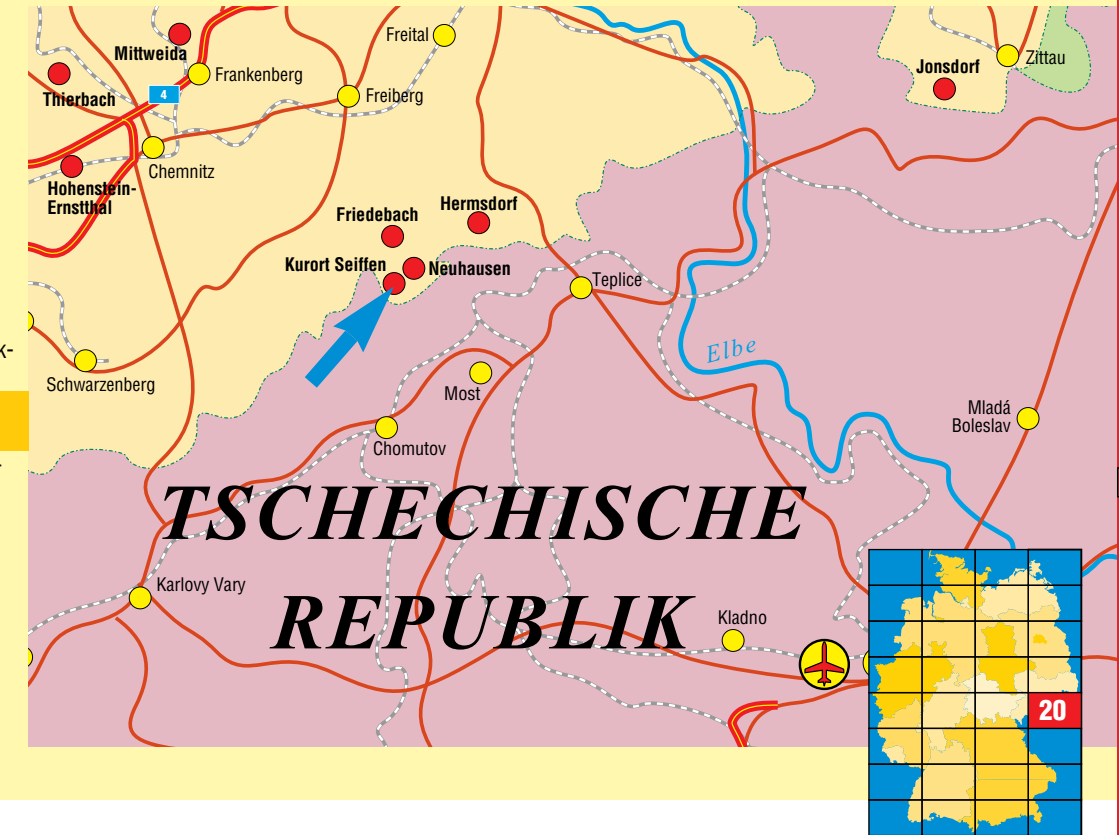 Freital
Mittweida
Zittau
Jonsdorf
Frankenberg
Thierbach
4
Freiberg
Chemnitz
Hohenstein-
Ernstthal
Hermsdorf
Friedebach
Kurort Seiffen
Neuhausen
Teplice
k-
Elbe
Schwarzenberg
Most
Mladá
Boleslav
Chomutov
TSCHECHISCHE
Karlovy Vary
REPUBLIK
Kladno
20